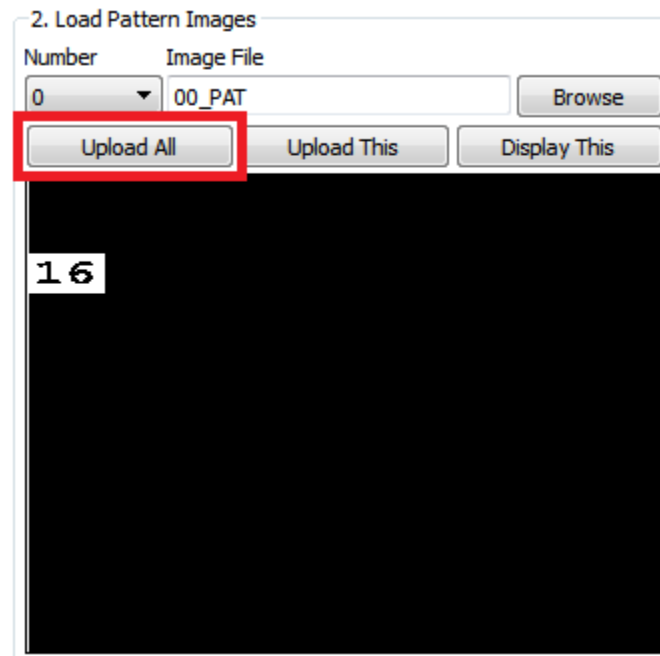 2. Load Pattern Images
Number Image File
0 00_PAT Browse
Upload All Upload This Display This
16